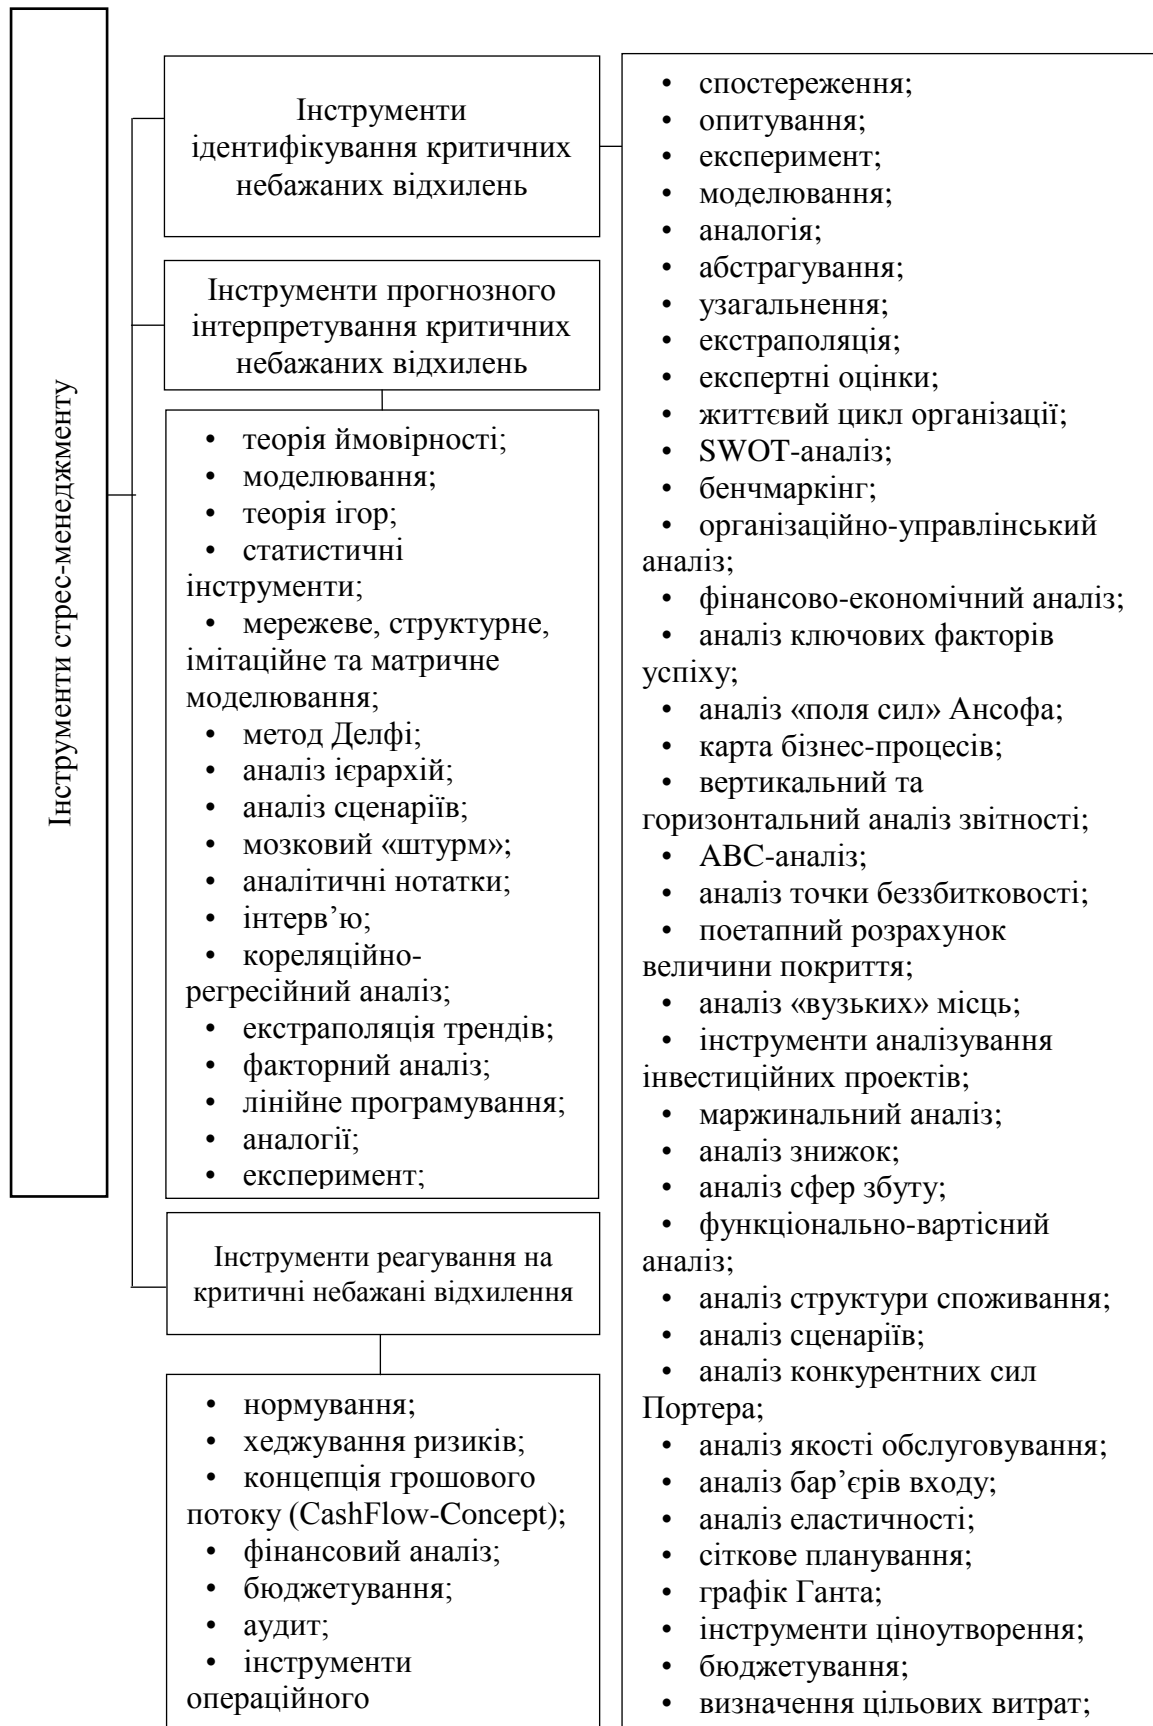 Інструменти стрес-менеджменту
Інструменти
ідентифікування критичних
небажаних відхилень
• спостереження;
• опитування;
• експеримент;
• моделювання;
• аналогія;
• абстрагування;
• узагальнення;
• екстраполяція;
• експертні оцінки;
• життєвий цикл організації;
• SWOT-аналіз;
• бенчмаркінг;
• організаційно-управлінський
аналіз;
• фінансово-економічний аналіз;
• аналіз ключових факторів
успіху;
• аналіз «поля сил» Ансофа;
• карта бізнес-процесів;
• вертикальний та
горизонтальний аналіз звітності;
• АВС-аналіз;
• аналіз точки беззбитковості;
• поетапний розрахунок
величини покриття;
• аналіз «вузьких» місць;
• інструменти аналізування
інвестиційних проектів;
• маржинальний аналіз;
• аналіз знижок;
• аналіз сфер збуту;
• функціонально-вартісний
аналіз;
• аналіз структури споживання;
• аналіз сценаріїв;
• аналіз конкурентних сил
Портера;
• аналіз якості обслуговування;
• аналіз бар’єрів входу;
• аналіз еластичності;
• сіткове планування;
• графік Ганта;
• інструменти ціноутворення;
• бюджетування;
• визначення цільових витрат;
Інструменти прогнозного
інтерпретування критичних
небажаних відхилень
• теорія ймовірності;
• моделювання;
• теорія ігор;
• статистичні
інструменти;
• мережеве, структурне,
імітаційне та матричне
моделювання;
• метод Делфі;
• аналіз ієрархій;
• аналіз сценаріїв;
• мозковий «штурм»;
• аналітичні нотатки;
• інтерв’ю;
• кореляційно-
регресійний аналіз;
• екстраполяція трендів;
• факторний аналіз;
• лінійне програмування;
• аналогії;
• експеримент;
Інструменти реагування на
критичні небажані відхилення
• нормування;
• хеджування ризиків;
• концепція грошового
потоку (CashFlow-Concept);
• фінансовий аналіз;
• бюджетування;
• аудит;
• інструменти
операційного